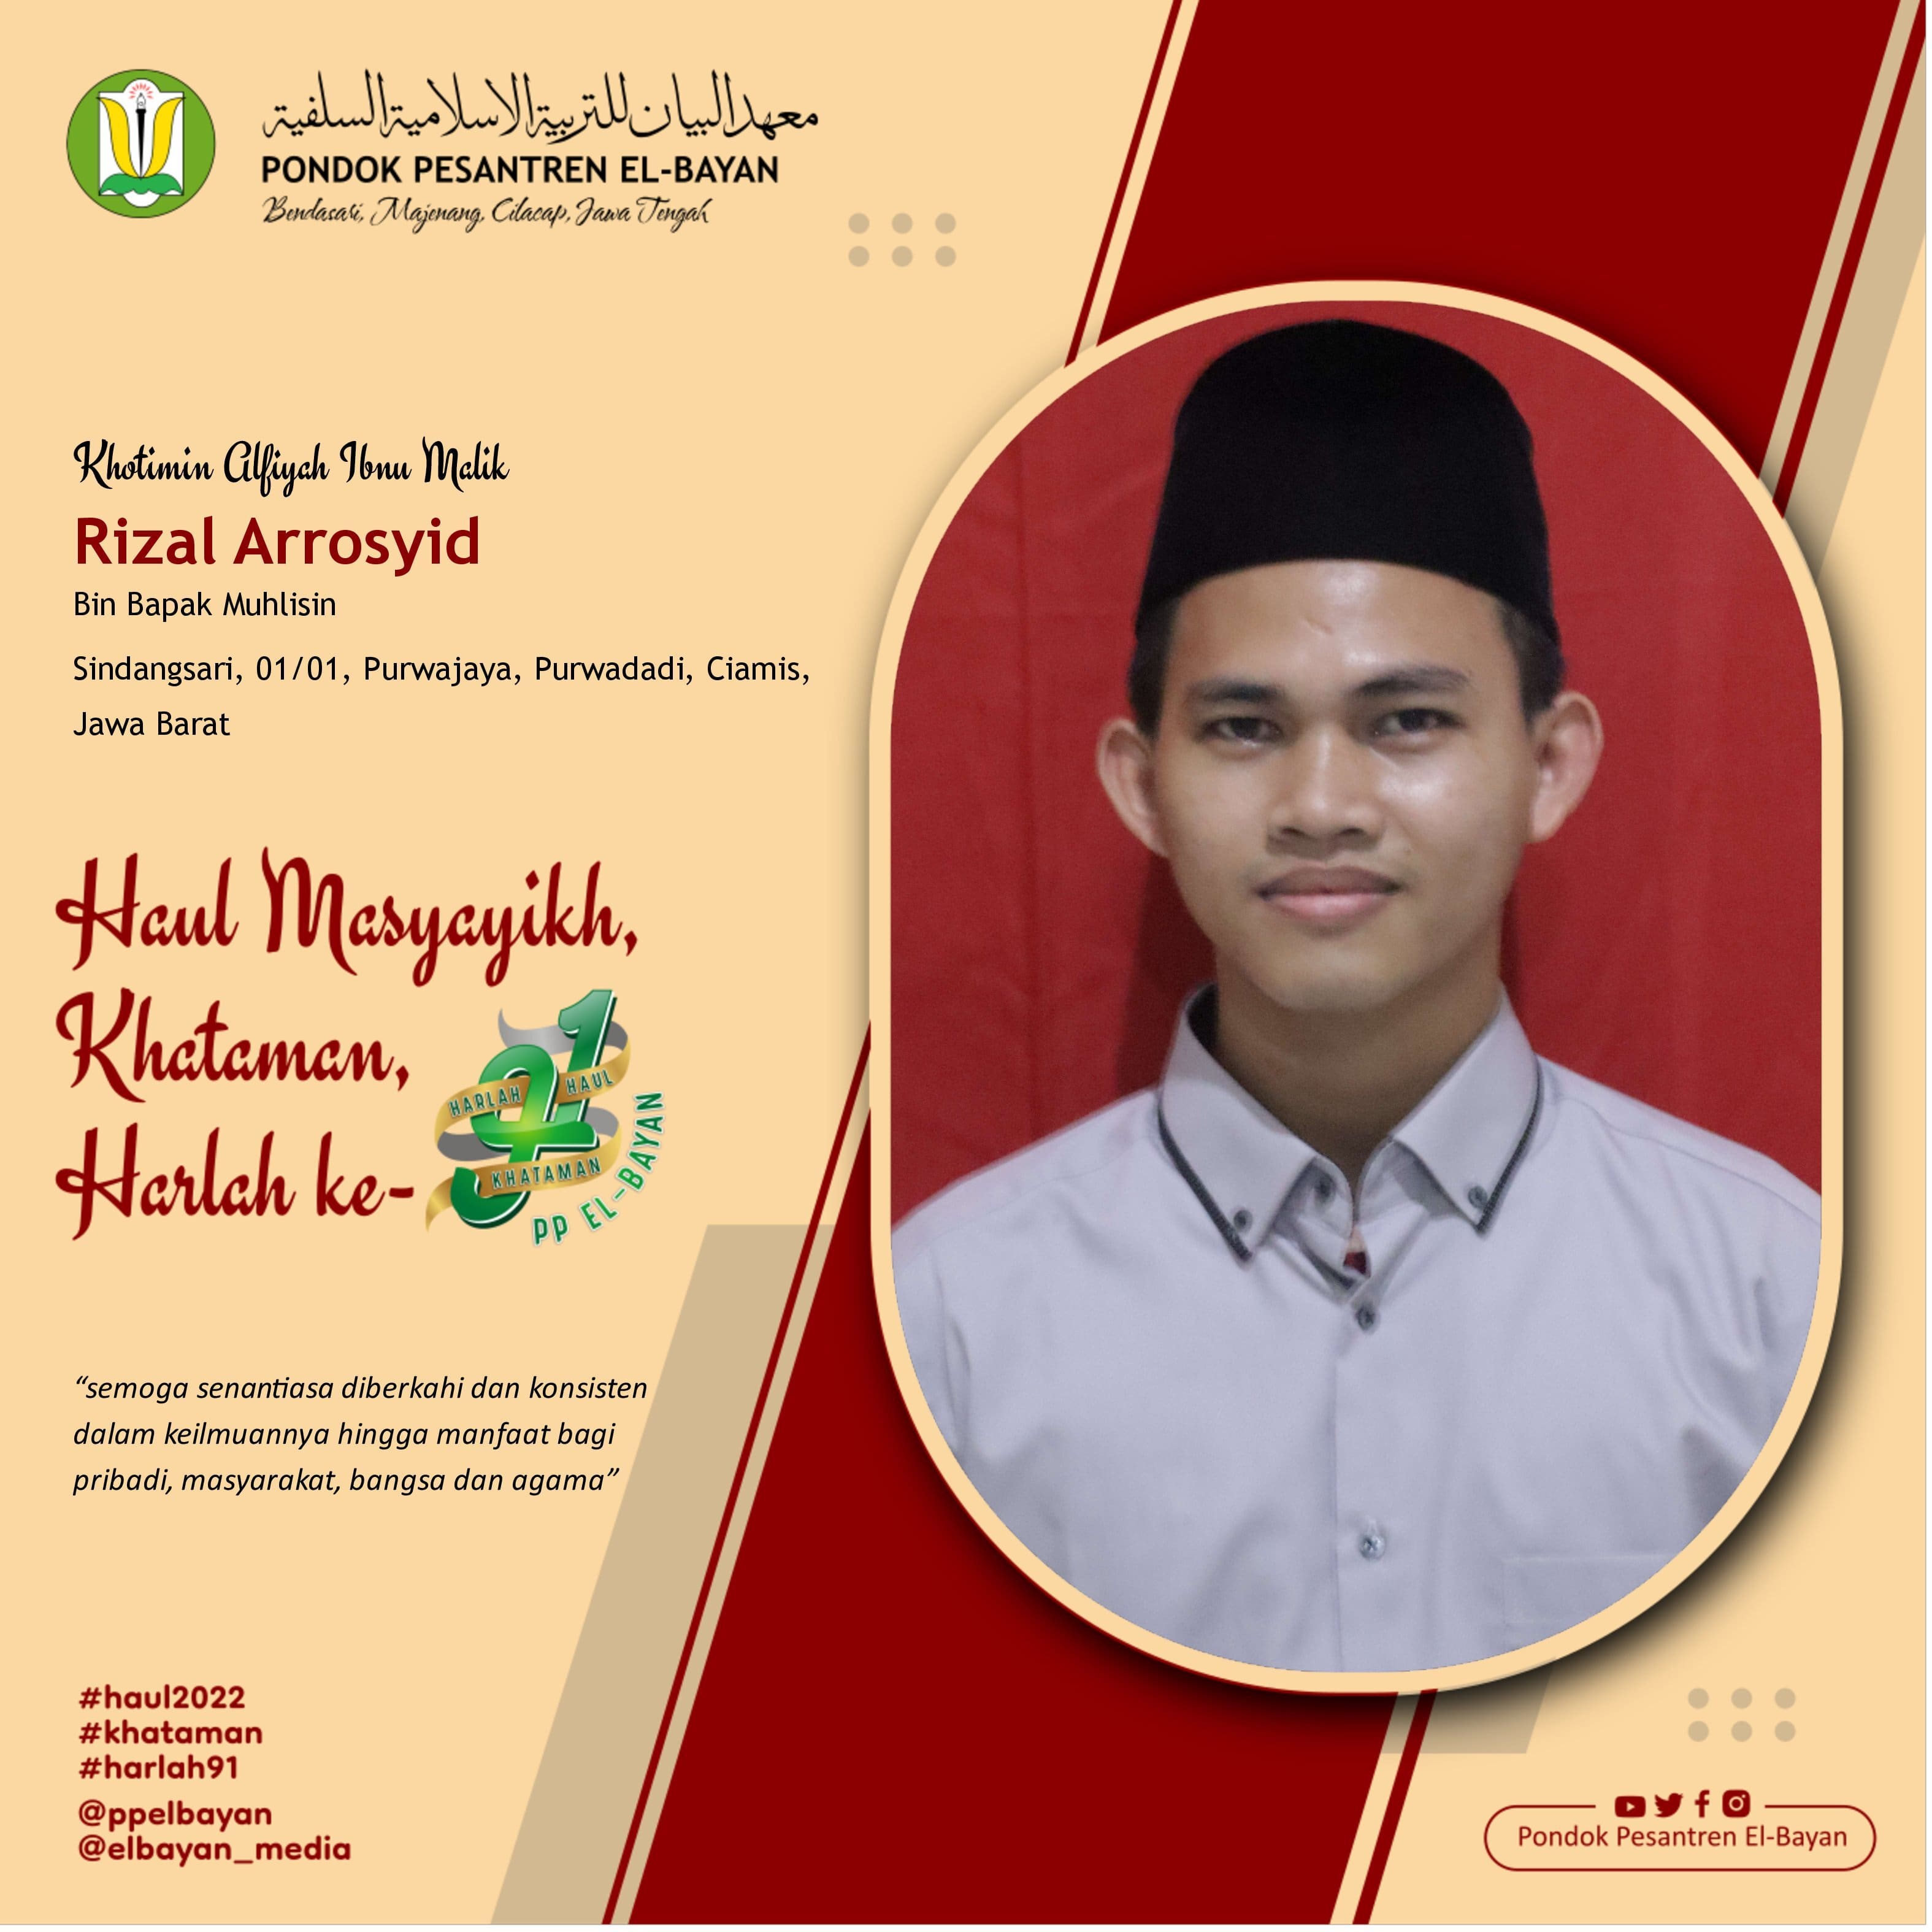 معهد البيان للتربية الاسلامية السلفية
PONDOK PESANTREN EL-BAYAN
Bendasari, Majenang, Cilacap, Jawa Tengah
Khotimin Alfiyah Ibnu Malik
Rizal Arrosyid
Bin Bapak Muhlisin
Sindangsari, 01/01, Purwajaya, Purwadadi, Ciamis,
Jawa Barat
Haul Masyayikh,
Khataman,
Harlah ke-
91
HARLAH HAUL
KHATAMAN
PP EL-BAYAN
“semoga senantiasa diberkahi dan konsisten
dalam keilmuannya hingga manfaat bagi
pribadi, masyarakat, bangsa dan agama”
#haul2022
#khataman
#harlah91
@ppelbayan
@elbayan_media
Pondok Pesantren El-Bayan